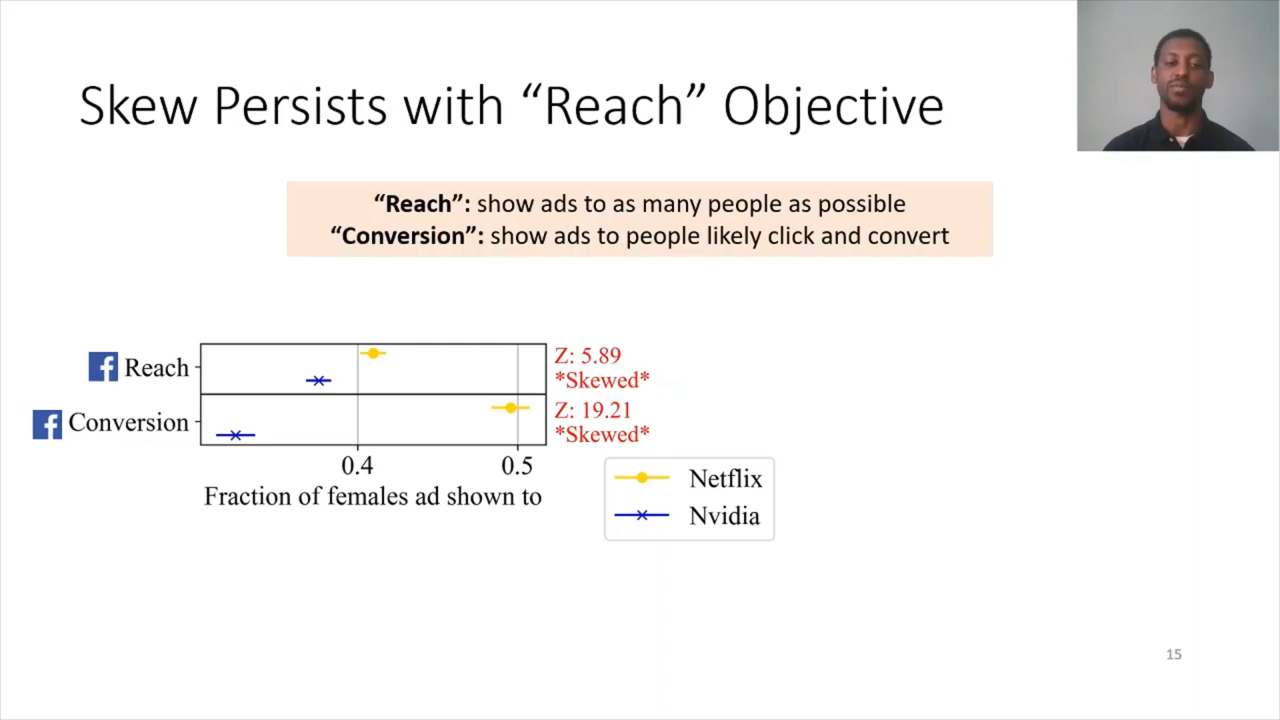 Skew Persists with “Reach” Objective
“Reach”: show ads to as many people as possible
“Conversion”: show ads to people likely click and convert
f Reach
Z: 5.89
*Skewed*
f Conversion
Z: 19.21
*Skewed*
0.4 0.5
Fraction of females ad shown to
Netflix
Nvidia
15